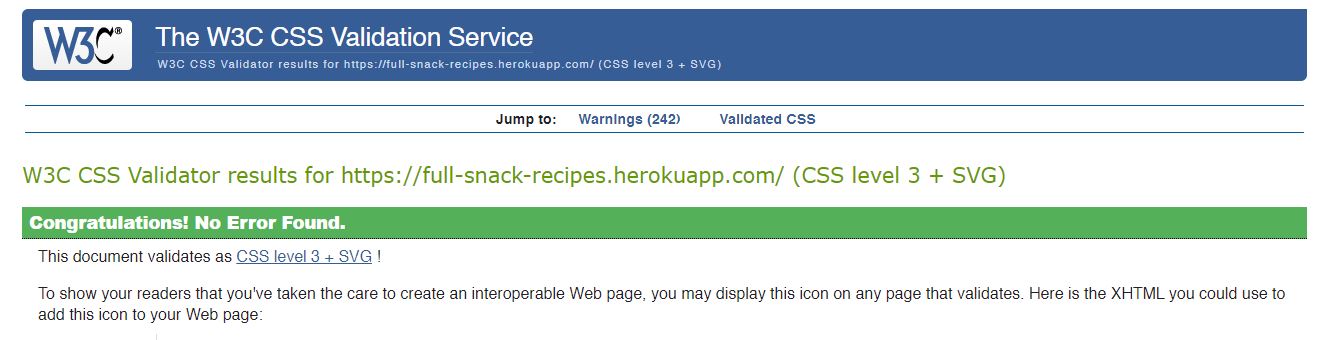 W3C®
The W3C CSS Validation Service
W3C CSS Validator results for https://full-snack-recipes.herokuapp.com/ (CSS level 3 + SVG)
Jump to: Warnings (242) Validated CSS
W3C CSS Validator results for https://full-snack-recipes.herokuapp.com/ (CSS level 3 + SVG)
Congratulations! No Error Found.
This document validates as CSS level 3 + SVG !
To show your readers that you've taken the care to create an interoperable Web page, you may display this icon on any page that validates. Here is the XHTML you could use to
add this icon to your Web page: